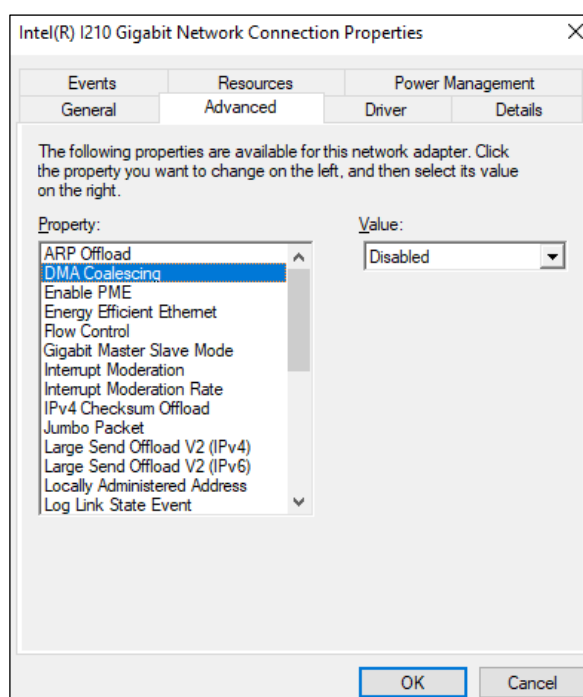 Intel(R) I210 Gigabit Network Connection Properties
Events Resources Power Management
General Advanced Driver Details
The following properties are available for this network adapter. Click
the property you want to change on the left, and then select its value
on the right.
Property: Value:
ARP Offload Disabled
DMA Coalescing
Enable PME
Energy Efficient Ethernet
Flow Control
Gigabit Master Slave Mode
Interrupt Moderation
Interrupt Moderation Rate
IPv4 Checksum Offload
Jumbo Packet
Large Send Offload V2 (IPv4)
Large Send Offload V2 (IPv6)
Locally Administered Address
Log Link State Event
OK Cancel